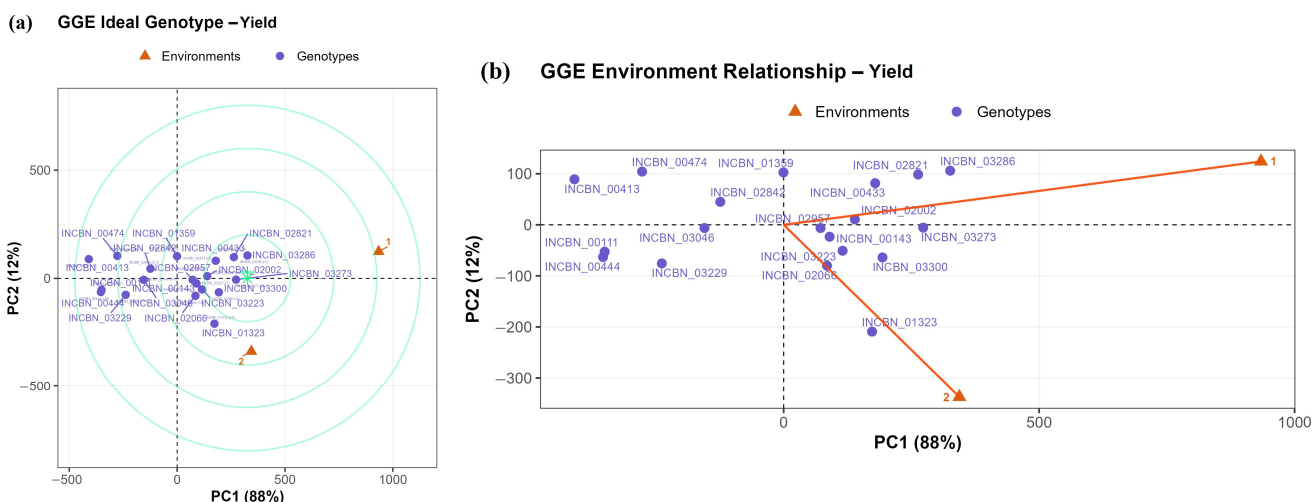 (a) GGE Ideal Genotype – Yield
Environments Genotypes
500
0
−500
PC2 (12%)
INCBN_00474
INCBN_01359
INCBN_02821
INCBN_02842
INCBN_00433
INCBN_03286
INCBN_00413
INCBN_02957
INCBN_02002
INCBN_03273
INCBN_00143
INCBN_03300
INCBN_00444
INCBN_03046
INCBN_03223
INCBN_03229
INCBN_02066
INCBN_01323
1
2
−500 0 500 1000
PC1 (88%)
(b) GGE Environment Relationship – Yield
Environments Genotypes
100
0
−100
−200
−300
PC2 (12%)
INCBN_00474
INCBN_01359
INCBN_02821
INCBN_03286
1
INCBN_00413
INCBN_02842
INCBN_00433
INCBN_02957
INCBN_02002
INCBN_00111
INCBN_03046
INCBN_00143
INCBN_03273
INCBN_00444
INCBN_03229
INCBN_03223
INCBN_03300
INCBN_02066
INCBN_01323
2
0 500 1000
PC1 (88%)